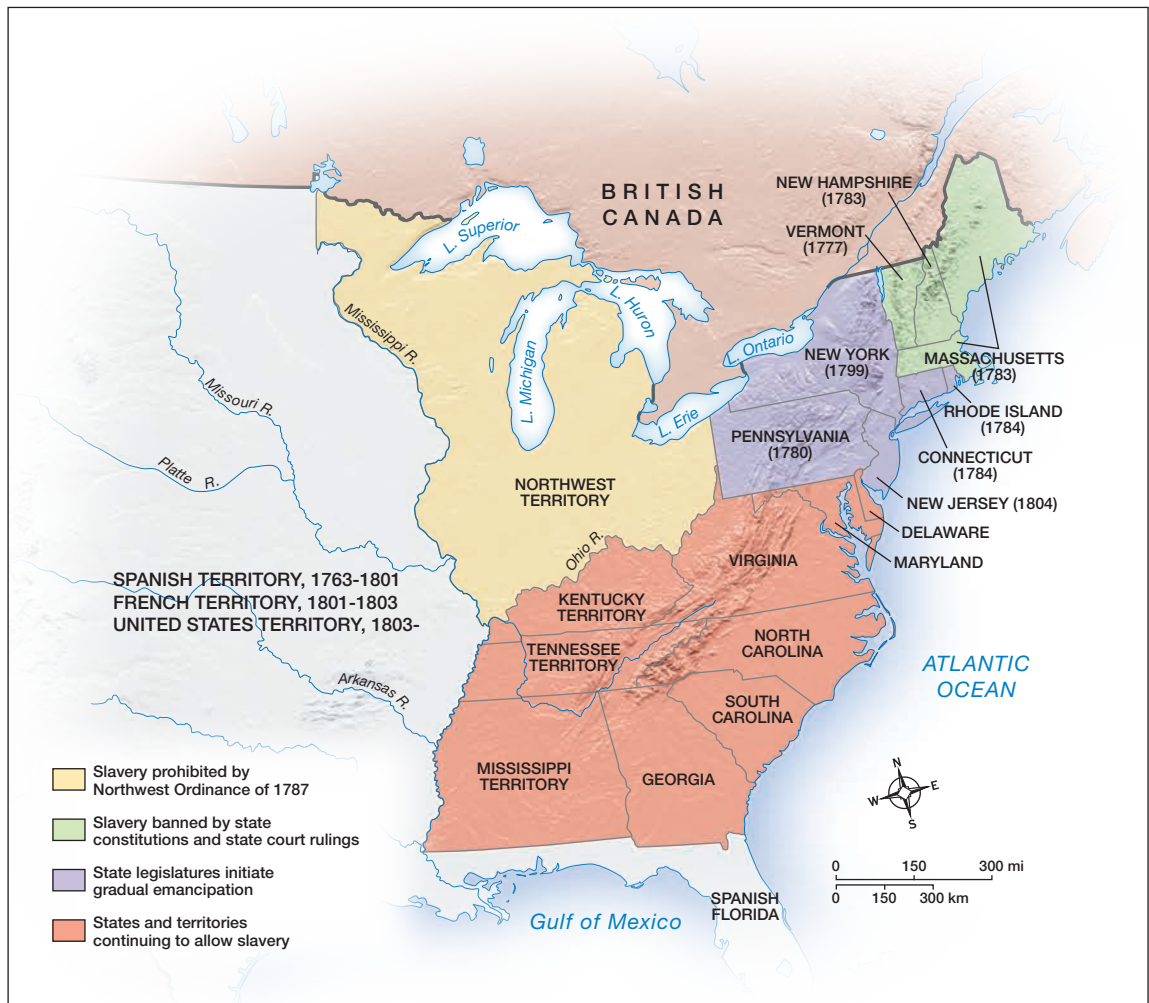 BRITISH
CANADA
NEW HAMPSHIRE
(1783)
VERMONT
(1777)
L. Superior
L. Huron
L. Michigan
L. Ontario
L. Erie
Mississippi R.
Missouri R.
Platte R.
NEW YORK
(1799)
MASSACHUSETTS
(1783)
RHODE ISLAND
(1784)
CONNECTICUT
(1784)
PENNSYLVANIA
(1780)
NEW JERSEY (1804)
DELAWARE
MARYLAND
NORTHWEST
TERRITORY
Ohio R.
VIRGINIA
SPANISH TERRITORY, 1763-1801
FRENCH TERRITORY, 1801-1803
UNITED STATES TERRITORY, 1803-
KENTUCKY
TERRITORY
TENNESSEE
TERRITORY
NORTH
CAROLINA
SOUTH
CAROLINA
Arkansas R.
ATLANTIC
OCEAN
MISSISSIPPI
TERRITORY
GEORGIA
N
W
E
S
Slavery prohibited by
Northwest Ordinance of 1787
Slavery banned by state
constitutions and state court rulings
State legislatures initiate
gradual emancipation
States and territories
continuing to allow slavery
0 150 300 mi
0 150 300 km
SPANISH
FLORIDA
Gulf of Mexico